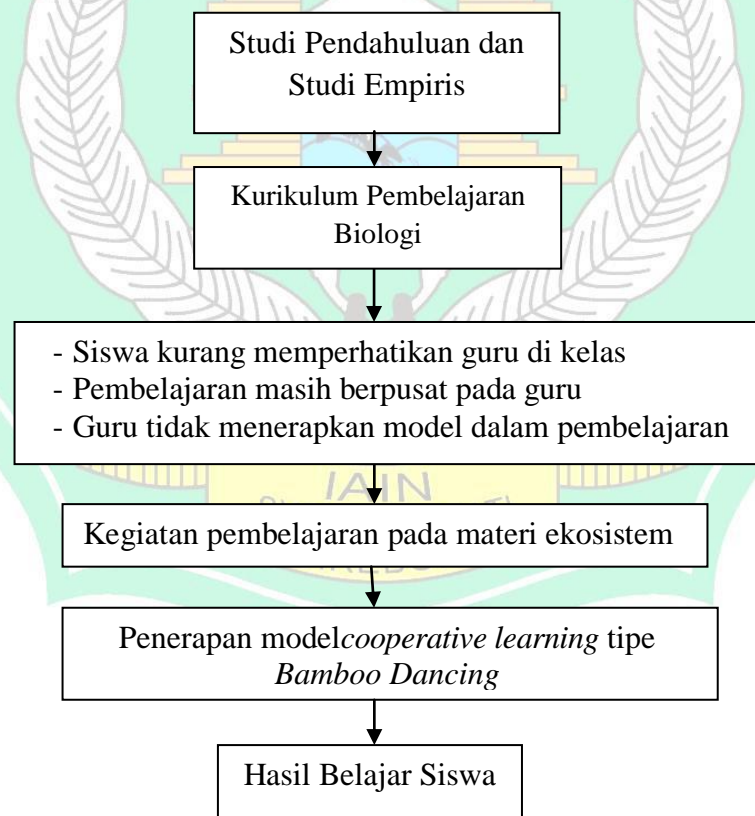 Studi Pendahuluan dan
Studi Empiris
Kurikulum Pembelajaran
Biologi
- Siswa kurang memperhatikan guru di kelas
- Pembelajaran masih berpusat pada guru
- Guru tidak menerapkan model dalam pembelajaran
IAIN
Kegiatan pembelajaran pada materi ekosistem
Penerapan modelcooperative learning tipe
Bamboo Dancing
Hasil Belajar Siswa